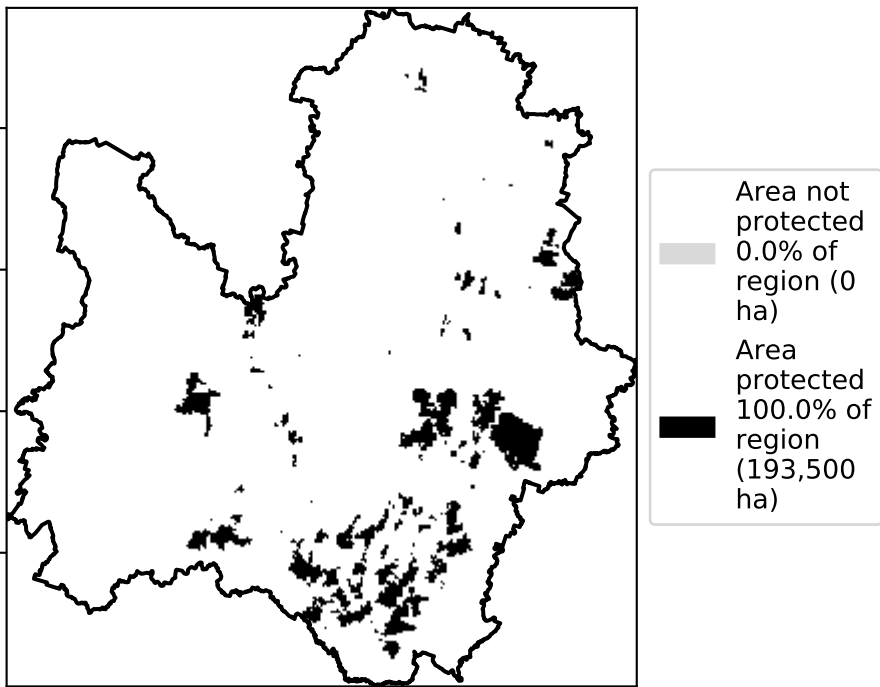 Area not
protected
0.0% of
region (0
ha)
Area
protected
100.0% of
region
(193,500
ha)